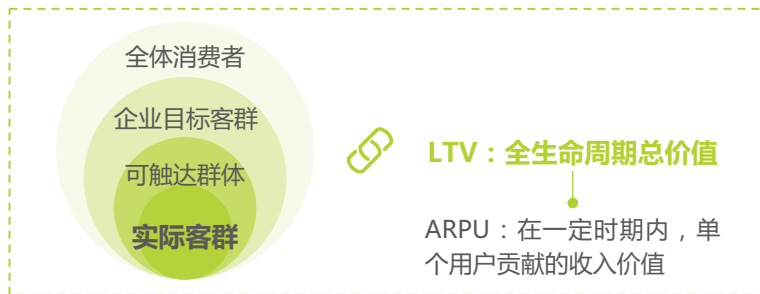 全体消费者
企业目标客群
可触达群体
实际客群
LTV：全生命周期总价值
ARPU：在一定时期内，单
个用户贡献的收入价值